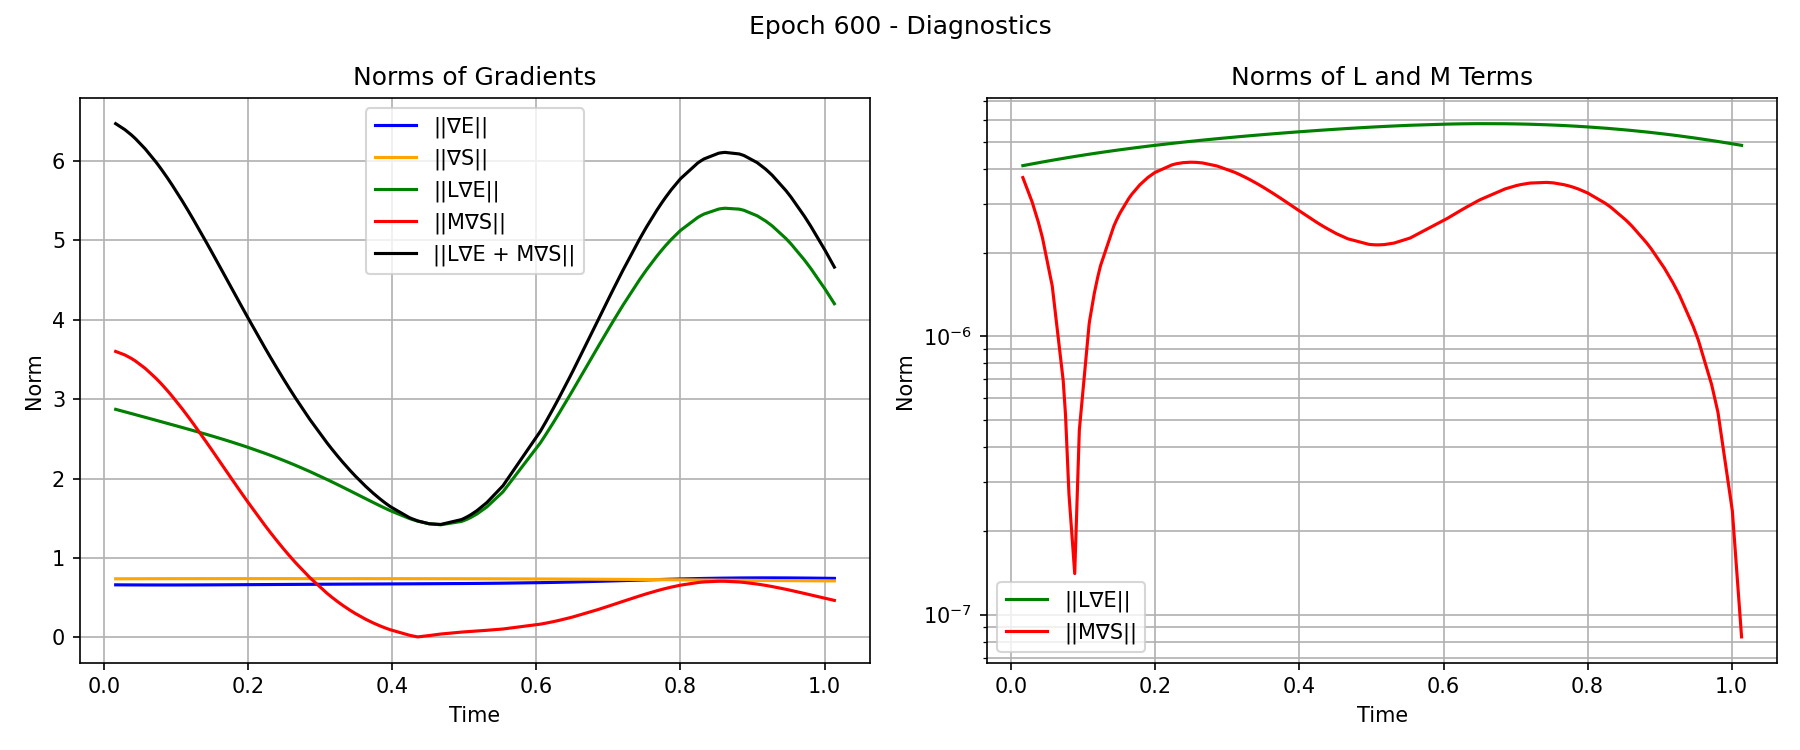 Epoch 600 - Diagnostics
Norms of Gradients
||∇E||
||∇S||
||L∇E||
||M∇S||
||L∇E + M∇S||
6
5
4
3
2
1
0
Norm
0.0 0.2 0.4 0.6 0.8 1.0
Time
Norms of L and M Terms
10⁻⁶
10⁻⁷
Norm
||L∇E||
||M∇S||
0.0 0.2 0.4 0.6 0.8 1.0
Time